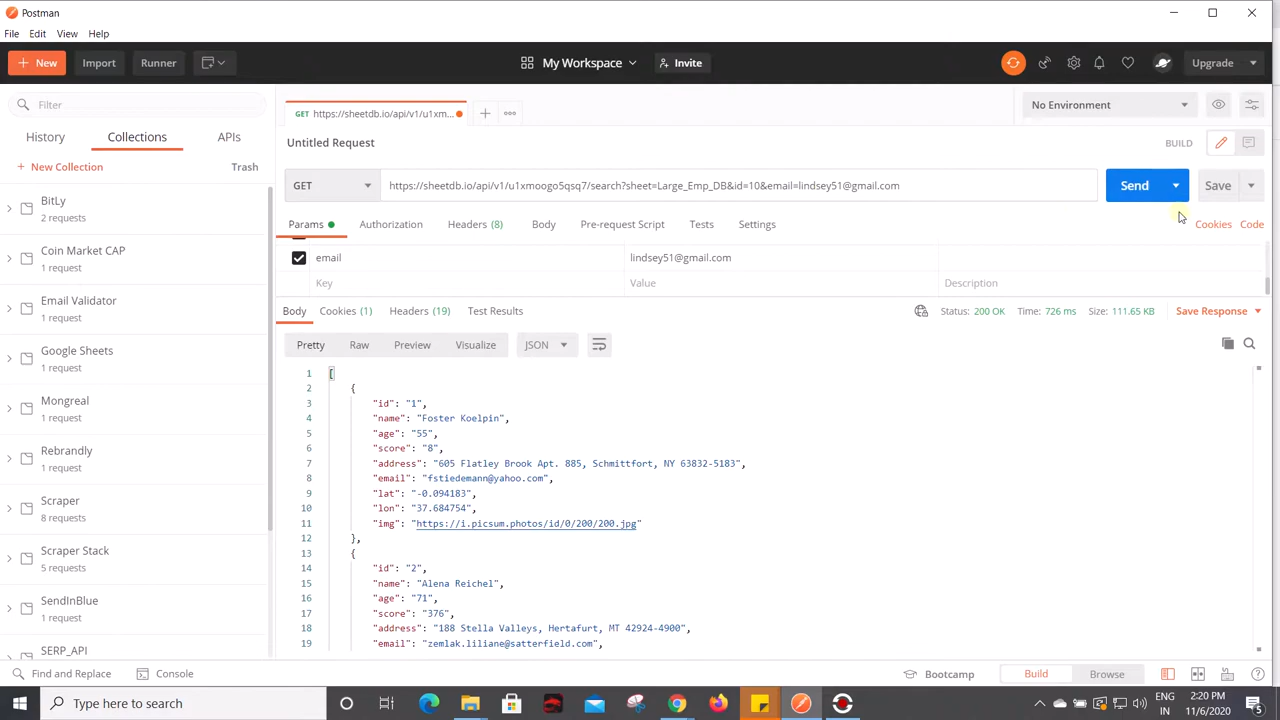 Postman
File Edit View Help
New Import Runner My Workspace Invite Upgrade
Filter
History Collections APIs
New Collection Trash
BitLy
2 requests
Coin Market CAP
1 request
Email Validator
1 request
Google Sheets
1 request
Mongreal
1 request
Rebrandly
1 request
Scraper
8 requests
Scraper Stack
5 requests
SendInBlue
1 request
SERP_API
GET https://sheetdb.io/api/v1/u1xm...
No Environment
Untitled Request BUILD
GET https://sheetdb.io/api/v1/u1xmoogo5qsq7/search?sheet=Large_Emp_DB&id=10&email=lindsey51@gmail.com Send Save
Params Authorization Headers (8) Body Pre-request Script Tests Settings Cookies Code
email lindsey51@gmail.com
Key Value Description
Body Cookies (1) Headers (19) Test Results Status: 200 OK Time: 726 ms Size: 111.65 KB Save Response
Pretty Raw Preview Visualize JSON
1 [
2 {
3 "id": "1",
4 "name": "Foster Koelpin",
5 "age": "55",
6 "score": "8",
7 "address": "605 Flatley Brook Apt. 885, Schmittfort, NY 63832-5183",
8 "email": "fstiedemann@yahoo.com",
9 "lat": "-0.094183",
10 "lon": "37.684754",
11 "img": "https://i.picsum.photos/id/0/200/200.jpg"
12 },
13 {
14 "id": "2",
15 "name": "Alena Reichel",
16 "age": "71",
17 "score": "376",
18 "address": "188 Stella Valleys, Hertafurt, MT 42924-4900",
19 "email": "zemlak.liliane@satterfield.com",
Find and Replace Console Bootcamp Build Browse
Type here to search
ENG 2:20 PM
IN 11/6/2020 5